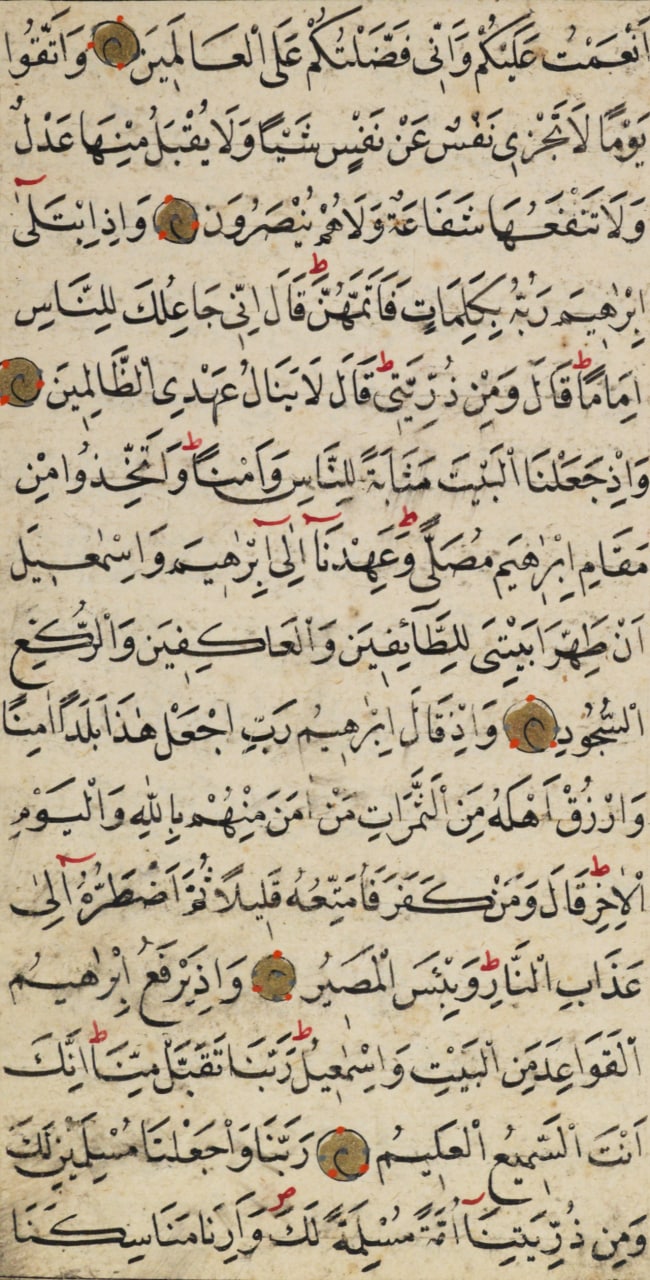 اَنْعَمْتُ عَلَيْكُمْ وَاَنّ۪ى فَضَّلْتُكُمْ عَلَى الْعَالَم۪ينَ وَاتَّقُوا
يَوْمًا لَا تَجْز۪ى نَفْسٌ عَنْ نَفْسٍ شَيْئًا وَلَا يُقْبَلُ مِنْهَا عَدْلٌ
وَلَا تَنْفَعُهَا شَفَاعَةٌ وَلَا هُمْ يُنْصَرُونَ وَاِذِ ابْتَلٰٓى
اِبْرٰه۪يمَ رَبُّهُ بِكَلِمَاتٍ فَاَتَمَّهُنَّ ط قَالَ اِنّ۪ى جَاعِلُكَ لِلنَّاسِ
اِمَامًا ط قَالَ وَمِنْ ذُرِّيَّت۪ى ط قَالَ لَا يَنَالُ عَهْدِى الظَّالِم۪ينَ
وَاِذْ جَعَلْنَا الْبَيْتَ مَثَابَةً لِلنَّاسِ وَاَمْنًا ط وَاتَّخِذُوا مِنْ
مَقَامِ اِبْرٰه۪يمَ مُصَلًّى ط وَعَهِدْنَٓا اِلٰٓى اِبْرٰه۪يمَ وَاِسْمٰع۪يلَ
اَنْ طَهِّرَا بَيْتِىَ لِلطَّٓائِف۪ينَ وَالْعَاكِف۪ينَ وَالرُّكَّعِ
السُّجُودِ وَاِذْ قَالَ اِبْرٰه۪يمُ رَبِّ اجْعَلْ هٰذَا بَلَدًا اٰمِنًا
وَارْزُقْ اَهْلَهُ مِنَ الثَّمَرَاتِ مَنْ اٰمَنَ مِنْهُمْ بِاللّٰهِ وَالْيَوْمِ
الْاٰخِرِ ط قَالَ وَمَنْ كَفَرَ فَاُمَتِّعُهُ قَل۪يلًا ثُمَّ اَضْطَرُّهُٓ اِلٰى
عَذَابِ النَّارِ ط وَبِئْسَ الْمَص۪يرُ وَاِذْ يَرْفَعُ اِبْرٰه۪يمُ
الْقَوَاعِدَ مِنَ الْبَيْتِ وَاِسْمٰع۪يلُ ط رَبَّنَا تَقَبَّلْ مِنَّا ط اِنَّكَ
اَنْتَ السَّم۪يعُ الْعَل۪يمُ رَبَّنَا وَاجْعَلْنَا مُسْلِمَيْنِ لَكَ
وَمِنْ ذُرِّيَّتِنَٓا اُمَّةً مُسْلِمَةً لَكَ ص وَاَرِنَا مَنَاسِكَنَا